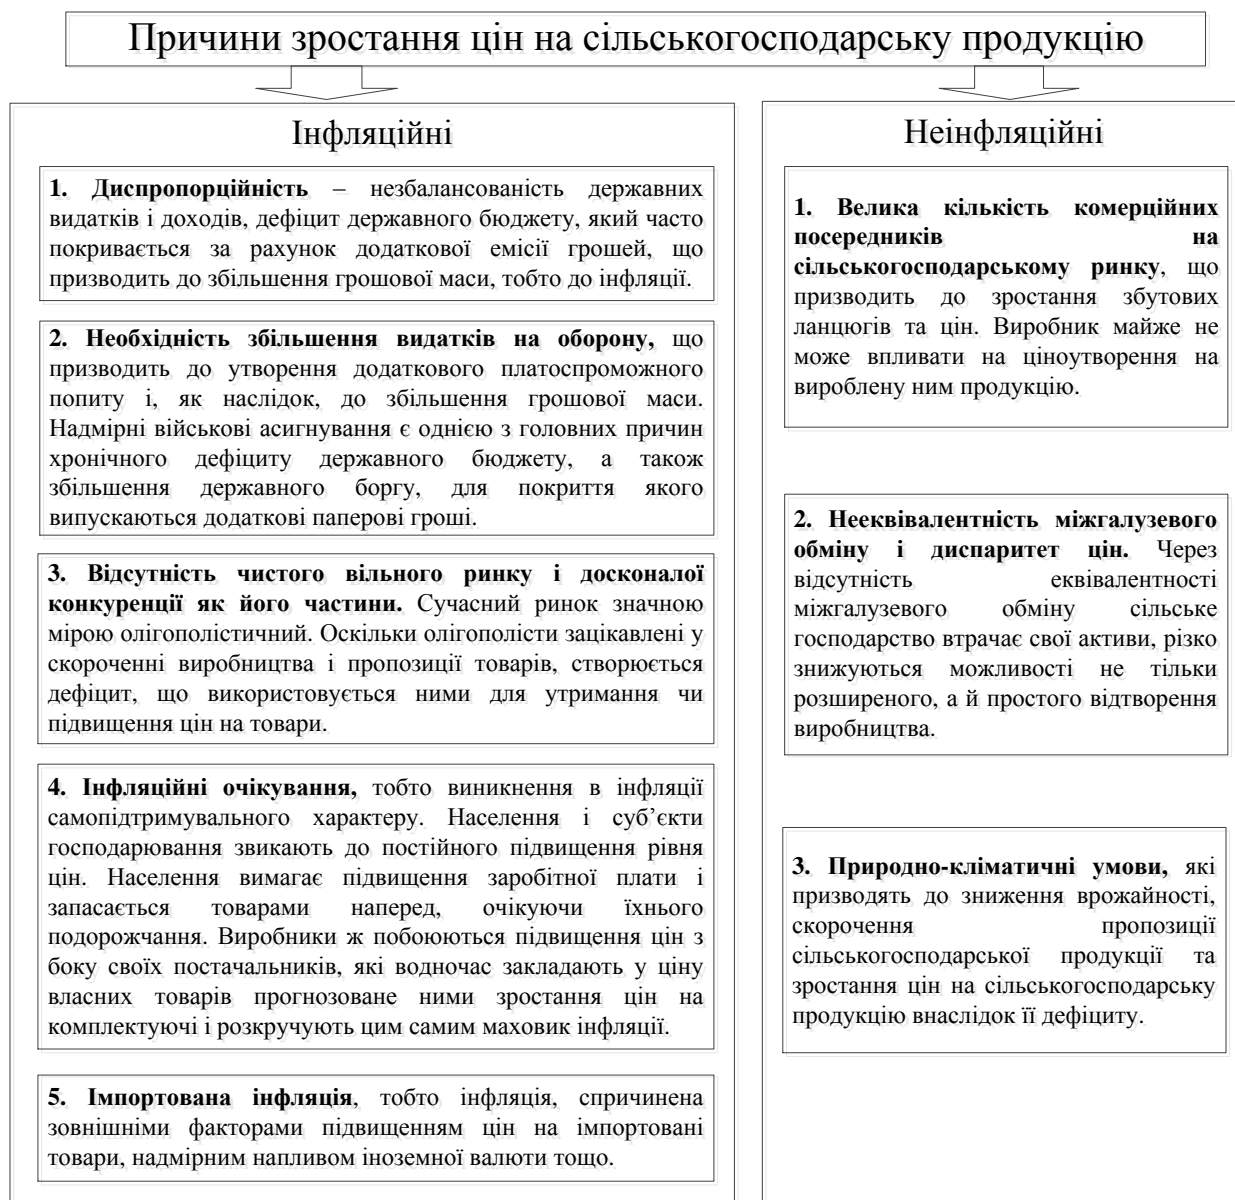 Причини зростання цін на сільськогосподарську продукцію
Інфляційні
1. Диспропорційність – незбалансованість державних
видатків і доходів, дефіцит державного бюджету, який часто
покривається за рахунок додаткової емісії грошей, що
призводить до збільшення грошової маси, тобто до інфляції.
2. Необхідність збільшення видатків на оборону, що
призводить до утворення додаткового платоспроможного
попиту і, як наслідок, до збільшення грошової маси.
Надмірні військові асигнування є однією з головних причин
хронічного дефіциту державного бюджету, а також
збільшення державного боргу, для покриття якого
випускаються додаткові паперові гроші.
3. Відсутність чистого вільного ринку і досконалої
конкуренції як його частини. Сучасний ринок значною
мірою олігополістичний. Оскільки олігополісти зацікавлені у
скороченні виробництва і пропозиції товарів, створюється
дефіцит, що використовується ними для утримання чи
підвищення цін на товари.
4. Інфляційні очікування, тобто виникнення в інфляції
самопідтримувального характеру. Населення і суб’єкти
господарювання звикають до постійного підвищення рівня
цін. Населення вимагає підвищення заробітної плати і
запасається товарами наперед, очікуючи їхнього
подорожчання. Виробники ж побоюються підвищення цін з
боку своїх постачальників, які водночас закладають у ціну
власних товарів прогнозоване ними зростання цін на
комплектуючі і розкручують цим самим маховик інфляції.
5. Імпортована інфляція, тобто інфляція, спричинена
зовнішніми факторами підвищенням цін на імпортовані
товари, надмірним напливом іноземної валюти тощо.
Неінфляційні
1. Велика кількість комерційних
посередників на
сільськогосподарському ринку, що
призводить до зростання збутових
ланцюгів та цін. Виробник майже не
може впливати на ціноутворення на
вироблену ним продукцію.
2. Нееквівалентність міжгалузевого
обміну і диспаритет цін. Через
відсутність еквівалентності
міжгалузевого обміну сільське
господарство втрачає свої активи, різко
знижуються можливості не тільки
розширеного, а й простого відтворення
виробництва.
3. Природно-кліматичні умови, які
призводять до зниження врожайності,
скорочення пропозиції
сільськогосподарської продукції та
зростання цін на сільськогосподарську
продукцію внаслідок її дефіциту.